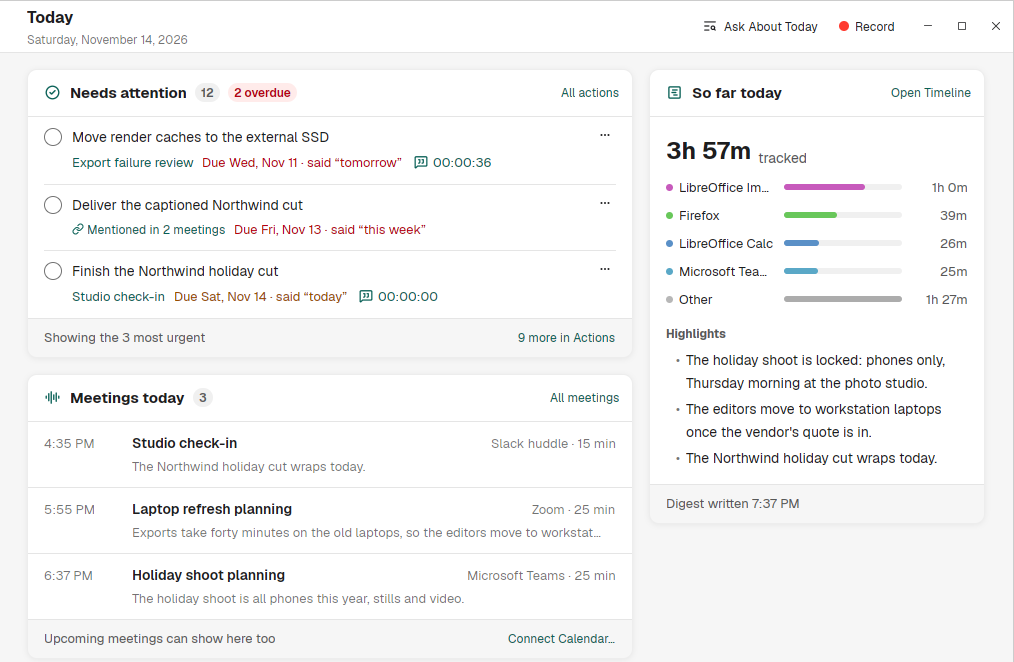 Today
Saturday, November 14, 2026
Ask About Today
Record
Needs attention 12 2 overdue
All actions
Move render caches to the external SSD
Export failure review Due Wed, Nov 11 · said “tomorrow” 00:00:36
Deliver the captioned Northwind cut
Mentioned in 2 meetings Due Fri, Nov 13 · said “this week”
Finish the Northwind holiday cut
Studio check-in Due Sat, Nov 14 · said “today” 00:00:00
Showing the 3 most urgent
9 more in Actions
Meetings today 3
All meetings
4:35 PM Studio check-in Slack huddle · 15 min
The Northwind holiday cut wraps today.
5:55 PM Laptop refresh planning Zoom · 25 min
Exports take forty minutes on the old laptops, so the editors move to workstat...
6:37 PM Holiday shoot planning Microsoft Teams · 25 min
The holiday shoot is all phones this year, stills and video.
Upcoming meetings can show here too
Connect Calendar...
So far today
Open Timeline
3h 57m tracked
LibreOffice Im... 1h 0m
Firefox 39m
LibreOffice Calc 26m
Microsoft Tea... 25m
Other 1h 27m
Highlights
• The holiday shoot is locked: phones only,
Thursday morning at the photo studio.
• The editors move to workstation laptops
once the vendor's quote is in.
• The Northwind holiday cut wraps today.
Digest written 7:37 PM